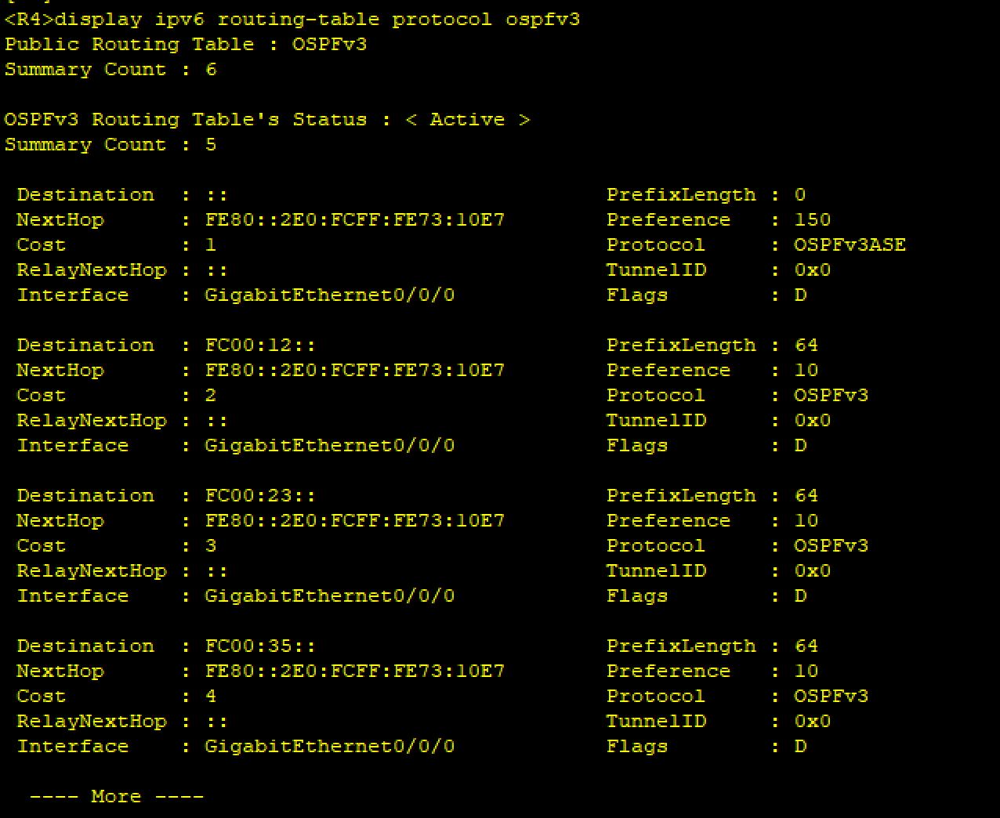 <R4>display ipv6 routing-table protocol ospfv3
Public Routing Table : OSPFv3
Summary Count : 6
OSPFv3 Routing Table's Status : < Active >
Summary Count : 5
Destination : :: PrefixLength : 0
NextHop : FE80::2E0:FCFF:FE73:10E7 Preference : 150
Cost : 1 Protocol : OSPFv3ASE
RelayNextHop : :: TunnelID : 0x0
Interface : GigabitEthernet0/0/0 Flags : D
Destination : FC00:12:: PrefixLength : 64
NextHop : FE80::2E0:FCFF:FE73:10E7 Preference : 10
Cost : 2 Protocol : OSPFv3
RelayNextHop : :: TunnelID : 0x0
Interface : GigabitEthernet0/0/0 Flags : D
Destination : FC00:23:: PrefixLength : 64
NextHop : FE80::2E0:FCFF:FE73:10E7 Preference : 10
Cost : 3 Protocol : OSPFv3
RelayNextHop : :: TunnelID : 0x0
Interface : GigabitEthernet0/0/0 Flags : D
Destination : FC00:35:: PrefixLength : 64
NextHop : FE80::2E0:FCFF:FE73:10E7 Preference : 10
Cost : 4 Protocol : OSPFv3
RelayNextHop : :: TunnelID : 0x0
Interface : GigabitEthernet0/0/0 Flags : D
---- More ----